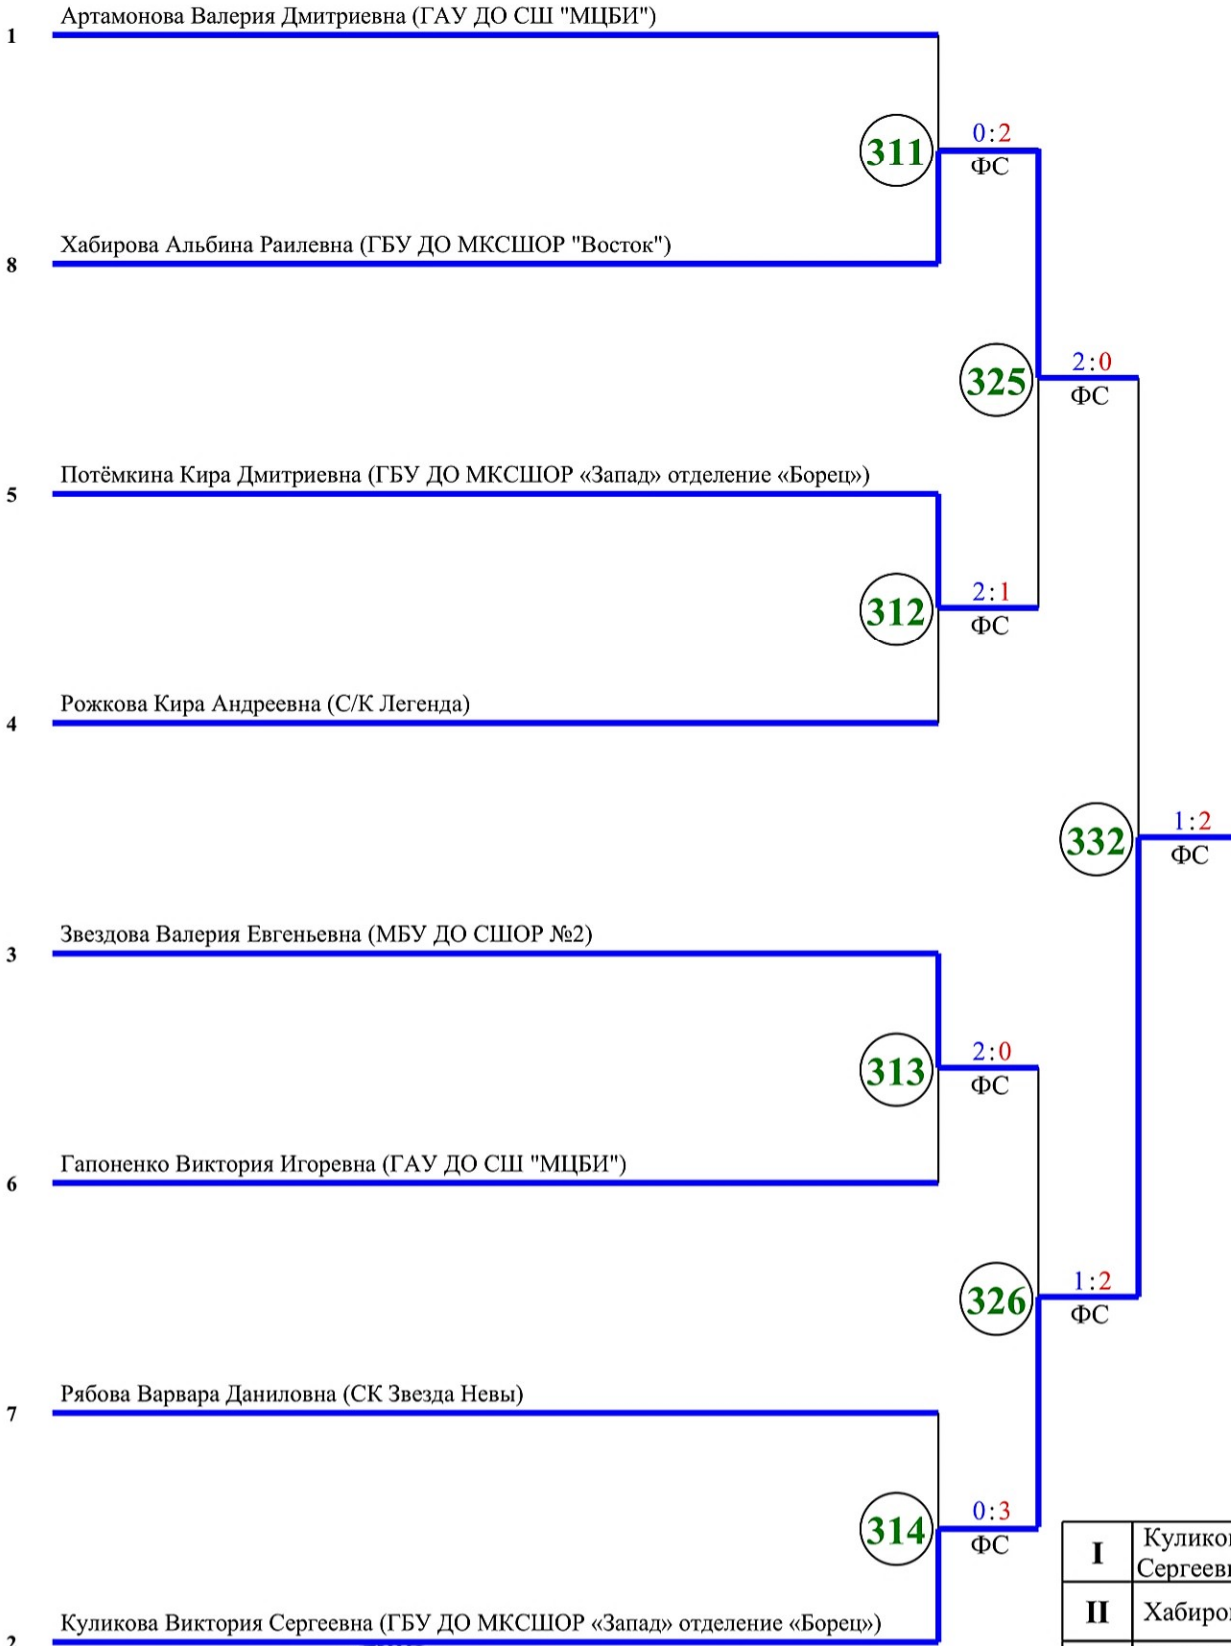 Артамонова Валерия Дмитриевна (ГАУ ДО СШ "МЦБИ")
1
0:2
311
ФС
Хабирова Альбина Раилевна (ГБУ ДО МКСШОР "Восток")
8
2:0
325
ФС
Потёмкина Кира Дмитриевна (ГБУ ДО МКСШОР «Запад» отделение «Борец»)
5
2:1
312
ФС
Рожкова Кира Андреевна (С/К Легенда)
4
1:2
332
ФС
Звездова Валерия Евгеньевна (МБУ ДО СШОР №2)
3
2:0
313
ФС
Гапоненко Виктория Игоревна (ГАУ ДО СШ "МЦБИ")
6
1:2
326
ФС
Рябова Варвара Даниловна (СК Звезда Невы)
7
0:3
314
ФС
I
II
Куликова Виктория Сергеевна (ГБУ ДО МКСШОР «Запад» отделение «Борец»)
2